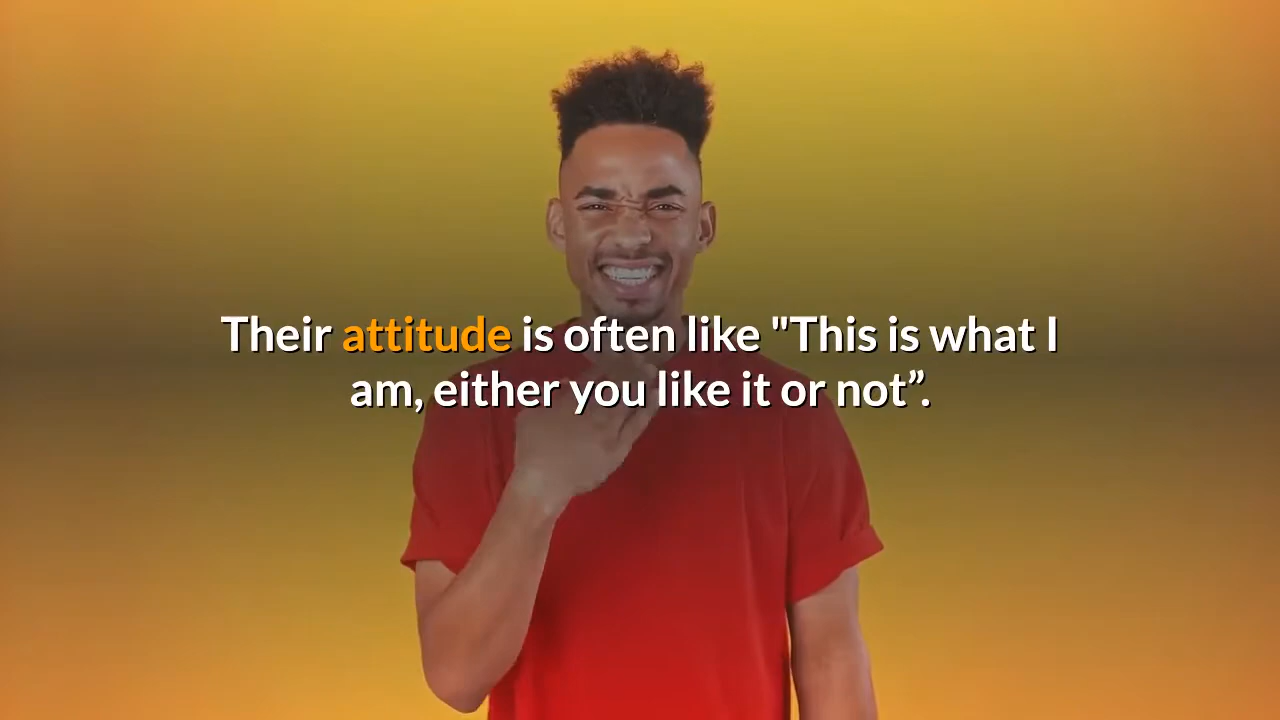 Their attitude is often like "This is what I
am, either you like it or not”.